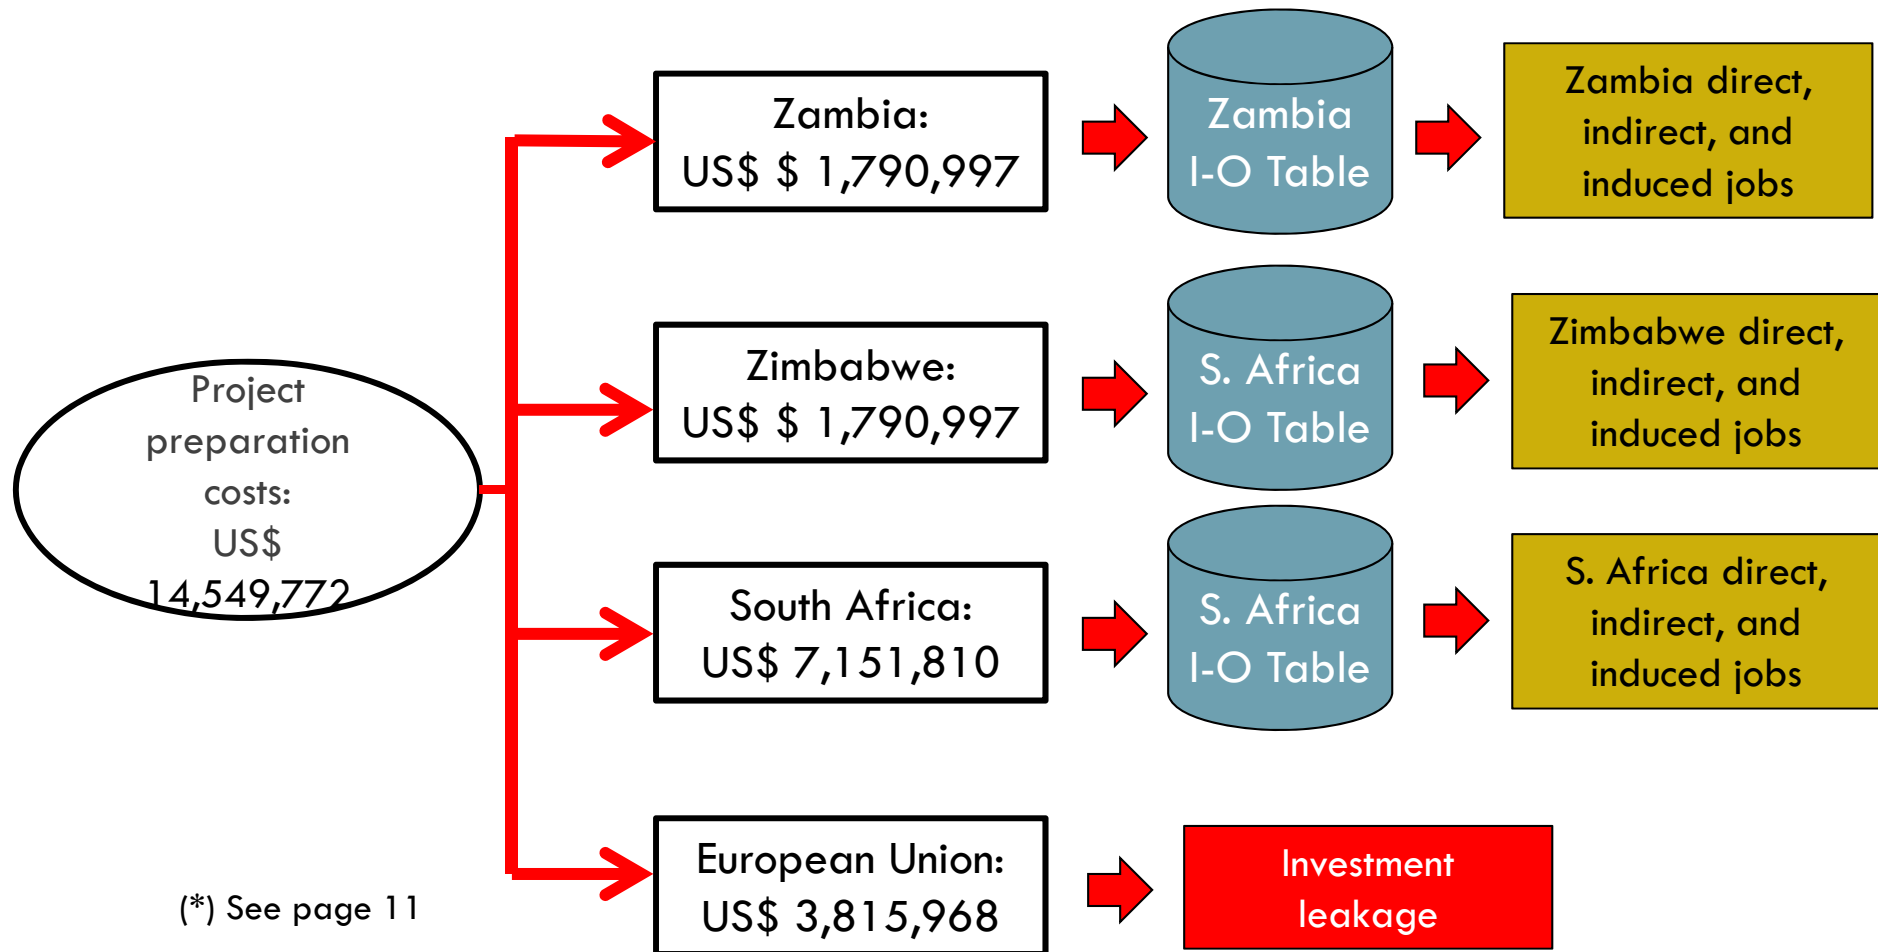 Project
preparation
costs:
US$
14,549,772
Zambia:
US$ $ 1,790,997
Zambia
I-O Table
Zambia direct,
indirect, and
induced jobs
Zimbabwe:
US$ $ 1,790,997
S. Africa
I-O Table
Zimbabwe direct,
indirect, and
induced jobs
South Africa:
US$ 7,151,810
S. Africa
I-O Table
S. Africa direct,
indirect, and
induced jobs
European Union:
US$ 3,815,968
Investment
leakage
(*) See page 11